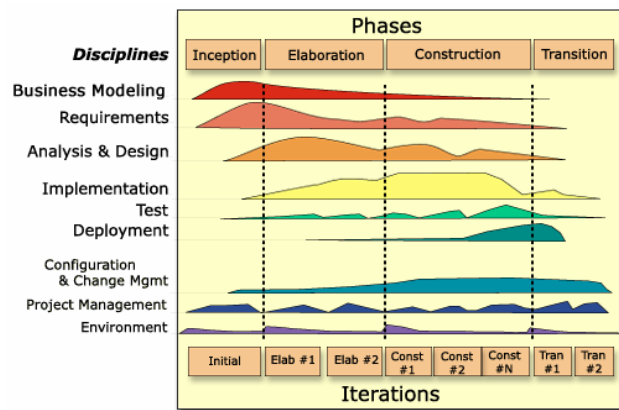 Phases
Disciplines
Inception
Elaboration
Construction
Transition
Business Modeling
Requirements
Analysis & Design
Implementation
Test
Deployment
Configuration
& Change Mgmt
Project Management
Environment
Initial
Elab #1
Elab #2
Const
#1
Const
#2
Const
#N
Tran
#1
Tran
#2
Iterations